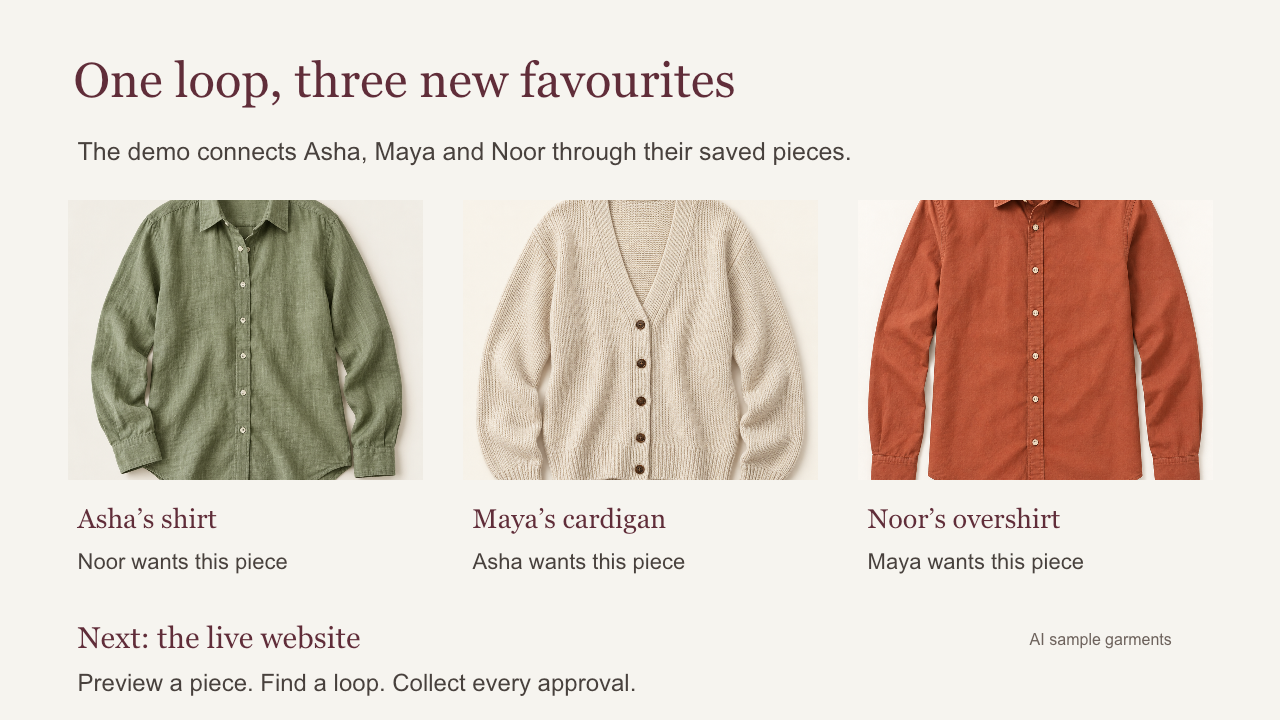 One loop, three new favourites
The demo connects Asha, Maya and Noor through their saved pieces.
Asha’s shirt
Noor wants this piece
Maya’s cardigan
Asha wants this piece
Noor’s overshirt
Maya wants this piece
Next: the live website
Preview a piece. Find a loop. Collect every approval.
AI sample garments